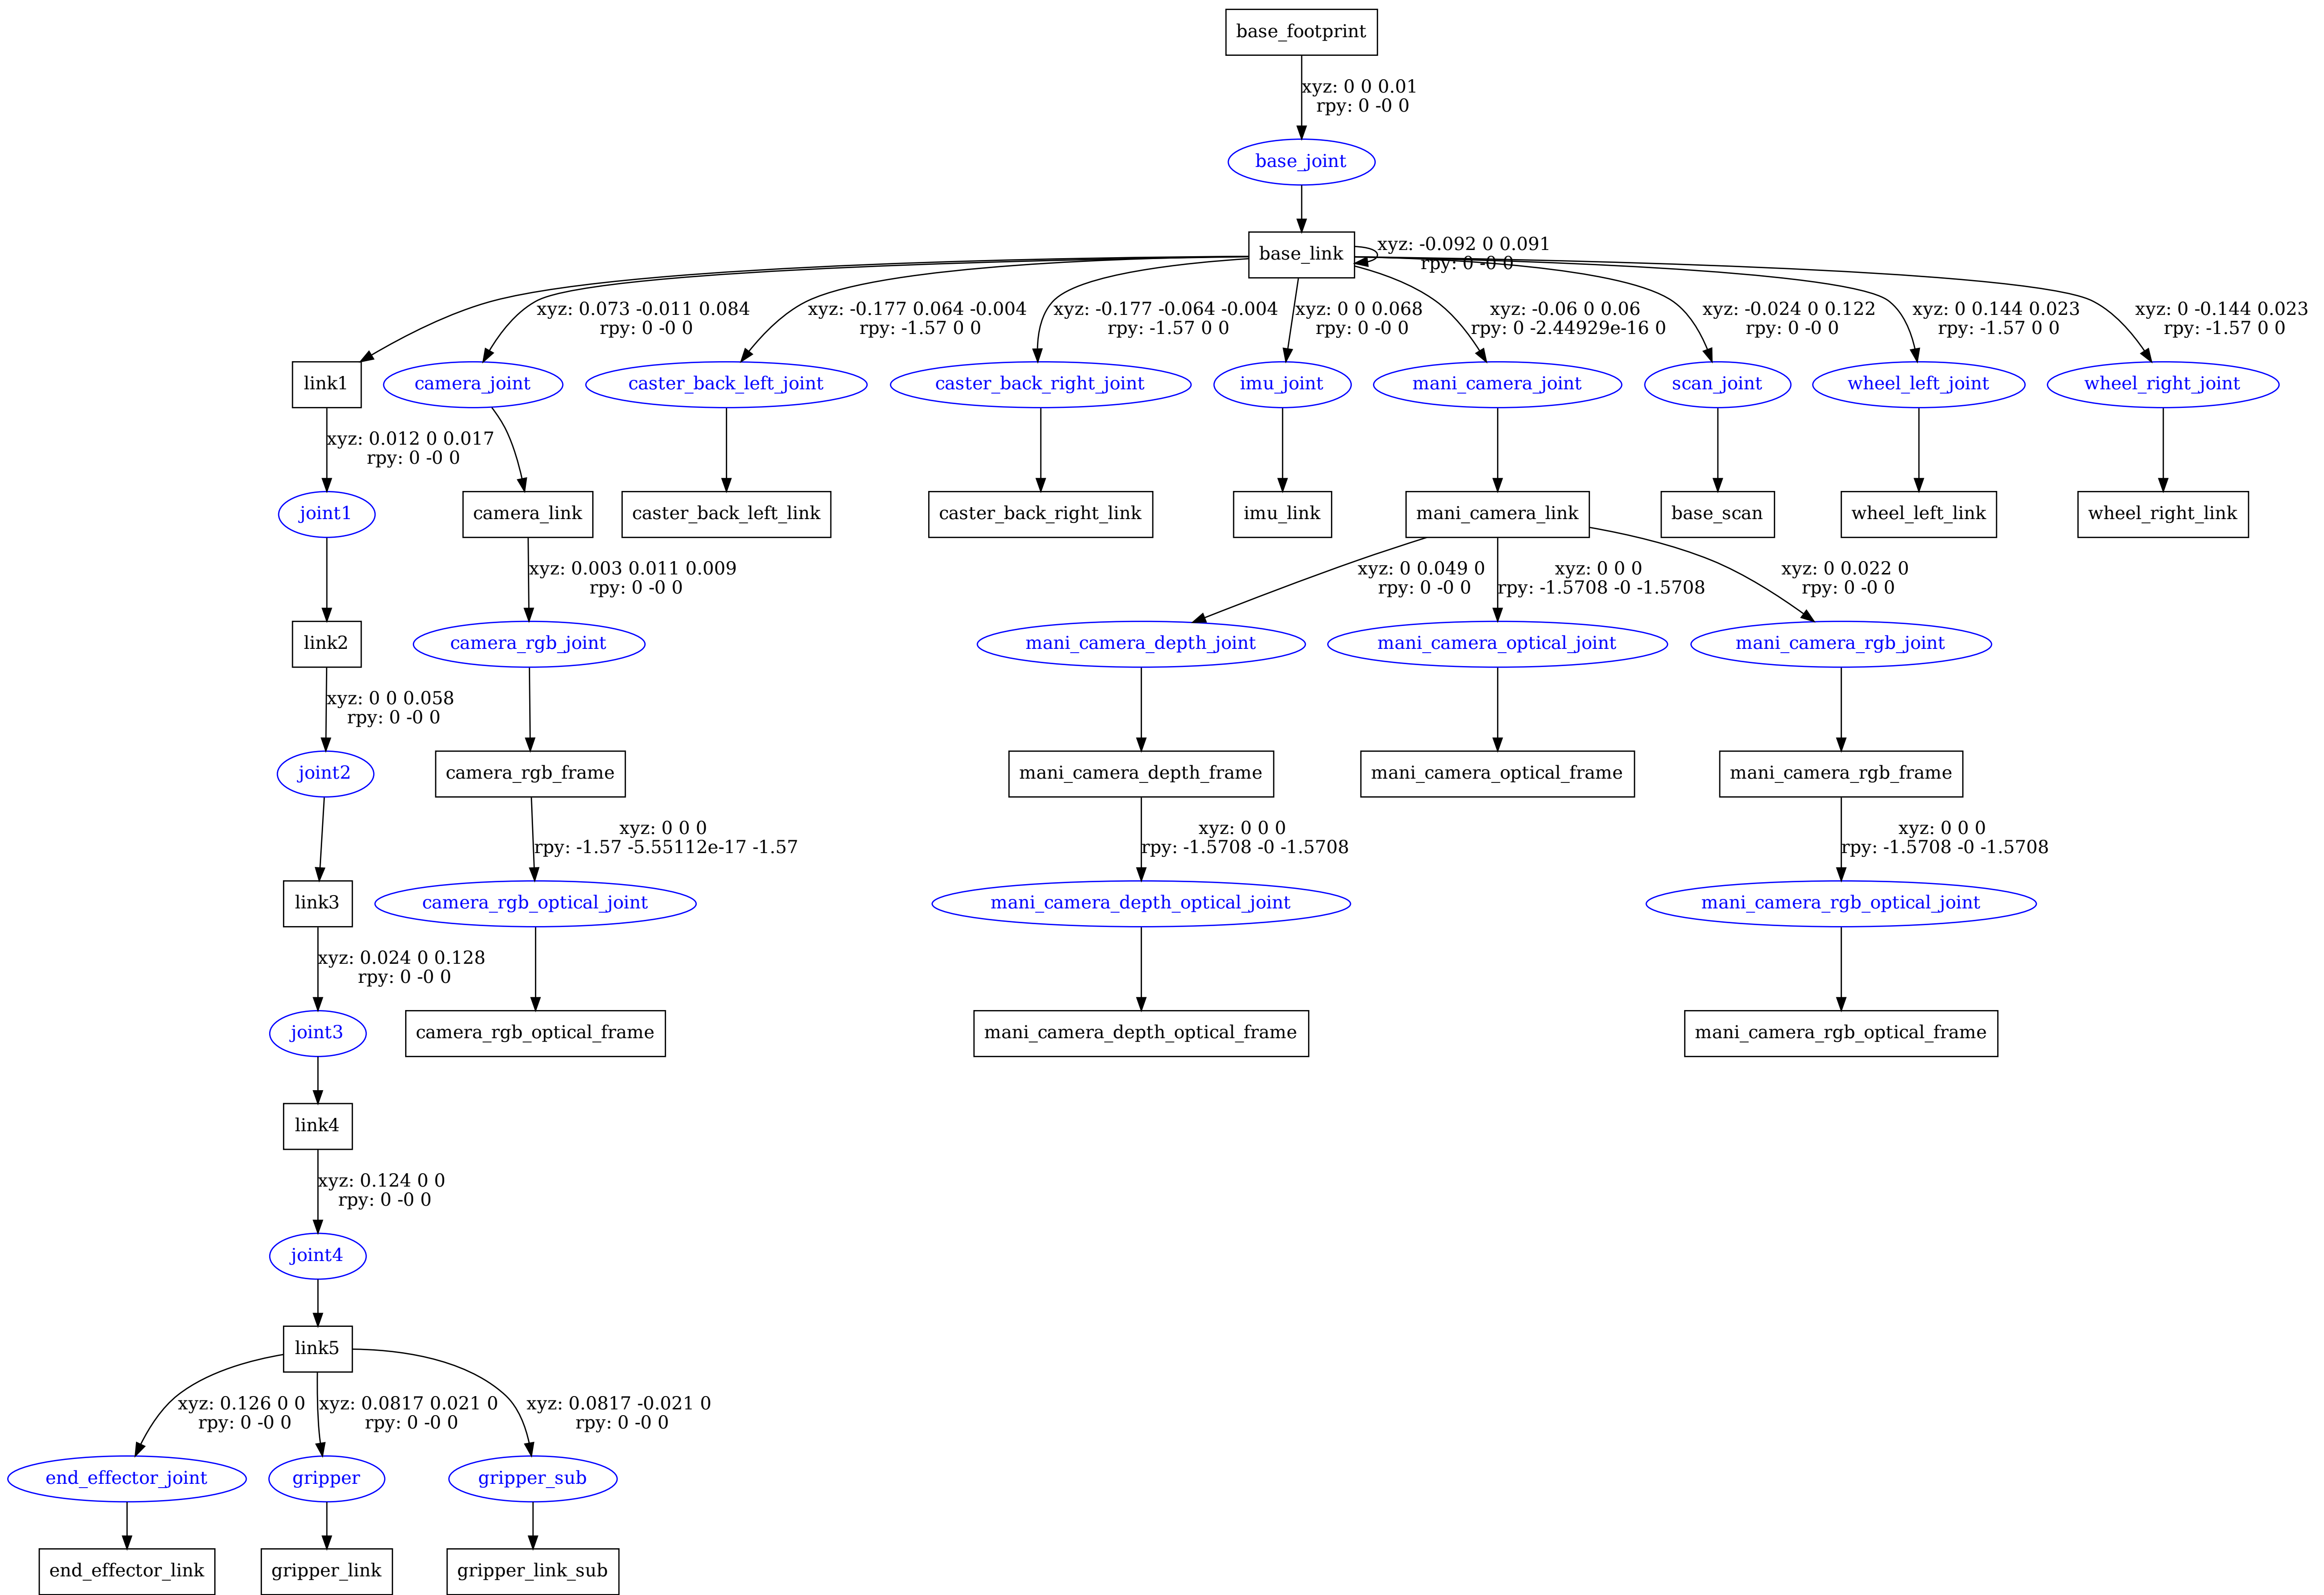 base_footprint
xyz: 0 0 0.01
rpy: 0 -0 0
base_joint
base_link
xyz: -0.092 0 0.091
rpy: 0 -0 0
xyz: 0.073 -0.011 0.084
rpy: 0 -0 0
xyz: -0.177 0.064 -0.004
rpy: -1.57 0 0
xyz: -0.177 -0.064 -0.004
rpy: -1.57 0 0
xyz: 0 0 0.068
rpy: 0 -0 0
xyz: -0.06 0 0.06
rpy: 0 -2.44929e-16 0
xyz: -0.024 0 0.122
rpy: 0 -0 0
xyz: 0 0.144 0.023
rpy: -1.57 0 0
xyz: 0 -0.144 0.023
rpy: -1.57 0 0
link1
camera_joint
caster_back_left_joint
caster_back_right_joint
imu_joint
mani_camera_joint
scan_joint
wheel_left_joint
wheel_right_joint
xyz: 0.012 0 0.017
rpy: 0 -0 0
joint1
camera_link
caster_back_left_link
caster_back_right_link
imu_link
mani_camera_link
base_scan
wheel_left_link
wheel_right_link
xyz: 0.003 0.011 0.009
rpy: 0 -0 0
xyz: 0 0.049 0
rpy: 0 -0 0
xyz: 0 0 0
rpy: -1.5708 -0 -1.5708
xyz: 0 0.022 0
rpy: 0 -0 0
link2
camera_rgb_joint
mani_camera_depth_joint
mani_camera_optical_joint
mani_camera_rgb_joint
xyz: 0 0 0.058
rpy: 0 -0 0
joint2
camera_rgb_frame
mani_camera_depth_frame
mani_camera_optical_frame
mani_camera_rgb_frame
xyz: 0 0 0
rpy: -1.57 -5.55112e-17 -1.57
xyz: 0 0 0
rpy: -1.5708 -0 -1.5708
xyz: 0 0 0
rpy: -1.5708 -0 -1.5708
link3
camera_rgb_optical_joint
mani_camera_depth_optical_joint
mani_camera_rgb_optical_joint
xyz: 0.024 0 0.128
rpy: 0 -0 0
joint3
camera_rgb_optical_frame
mani_camera_depth_optical_frame
mani_camera_rgb_optical_frame
link4
xyz: 0.124 0 0
rpy: 0 -0 0
joint4
link5
xyz: 0.126 0 0
rpy: 0 -0 0
xyz: 0.0817 0.021 0
rpy: 0 -0 0
xyz: 0.0817 -0.021 0
rpy: 0 -0 0
end_effector_joint
gripper
gripper_sub
end_effector_link
gripper_link
gripper_link_sub